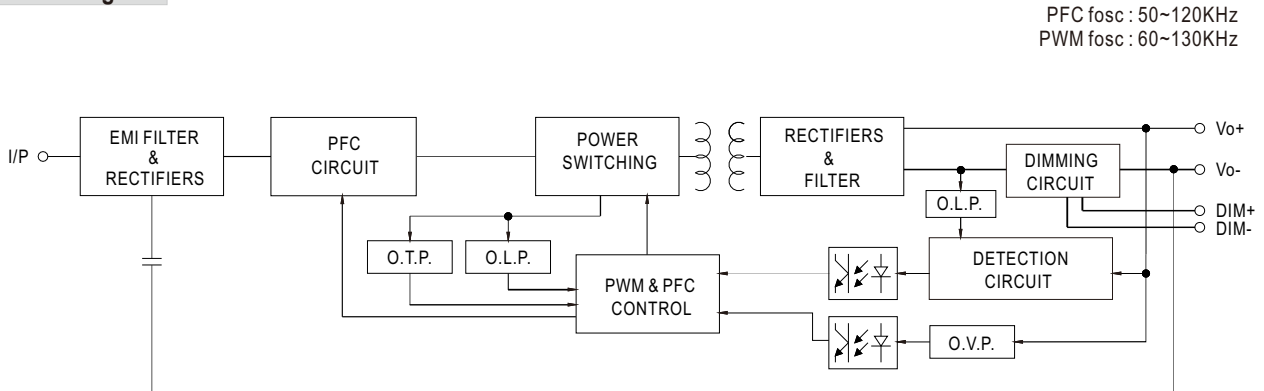 PFC fosc : 50~120KHz
PWM fosc : 60~130KHz
I/P
EMI FILTER
&
RECTIFIERS
PFC
CIRCUIT
POWER
SWITCHING
RECTIFIERS
&
FILTER
DIMMING
CIRCUIT
Vo+
Vo-
DIM+
DIM-
O.L.P.
O.T.P.
O.L.P.
PWM & PFC
CONTROL
DETECTION
CIRCUIT
O.V.P.